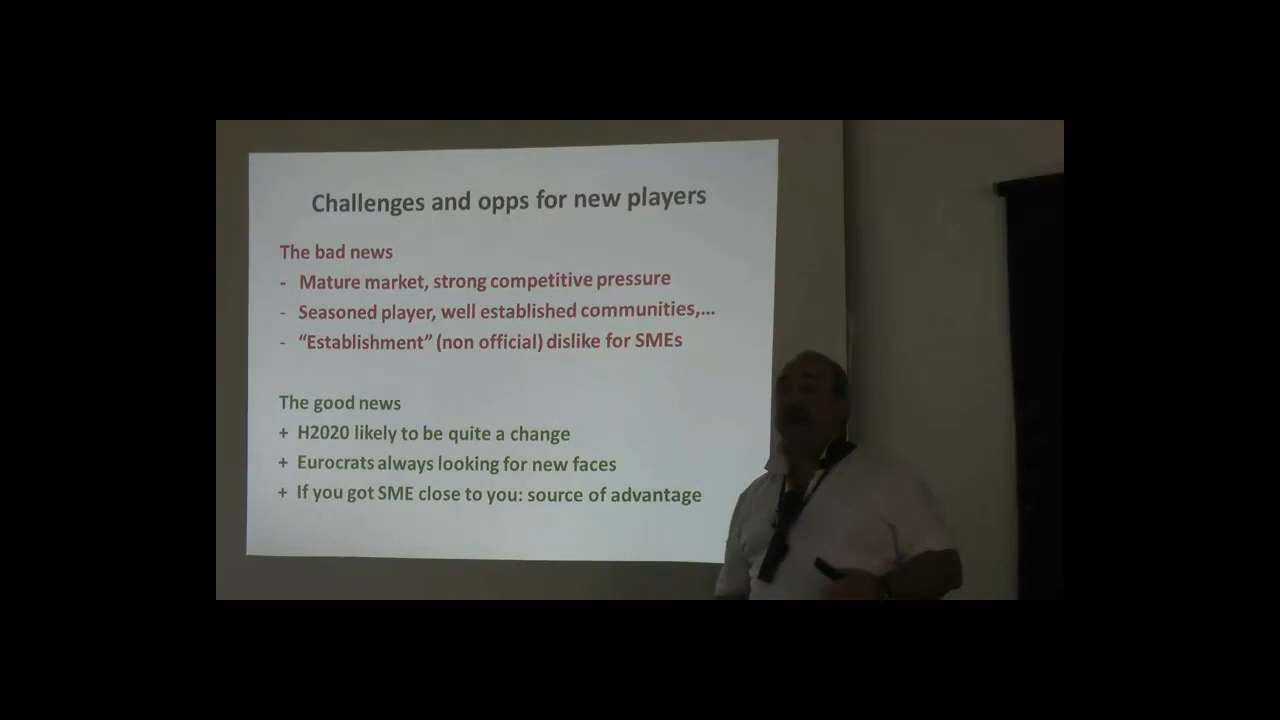 Challenges and opps for new players
The bad news
- Mature market, strong competitive pressure
- Seasoned player, well established communities,...
- “Establishment” (non official) dislike for SMEs
The good news
+ H2020 likely to be quite a change
+ Eurocrats always looking for new faces
+ If you got SME close to you: source of advantage